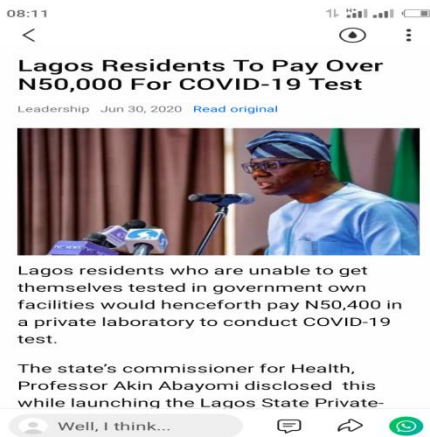 08:11
Lagos Residents To Pay Over
N50,000 For COVID-19 Test
Leadership Jun 30, 2020 Read original
Lagos residents who are unable to get
themselves tested in government own
facilities would henceforth pay N50,400 in
a private laboratory to conduct COVID-19
test.
The state's commissioner for Health,
Professor Akin Abayomi disclosed this
while launching the Lagos State Private-
Well, I think...